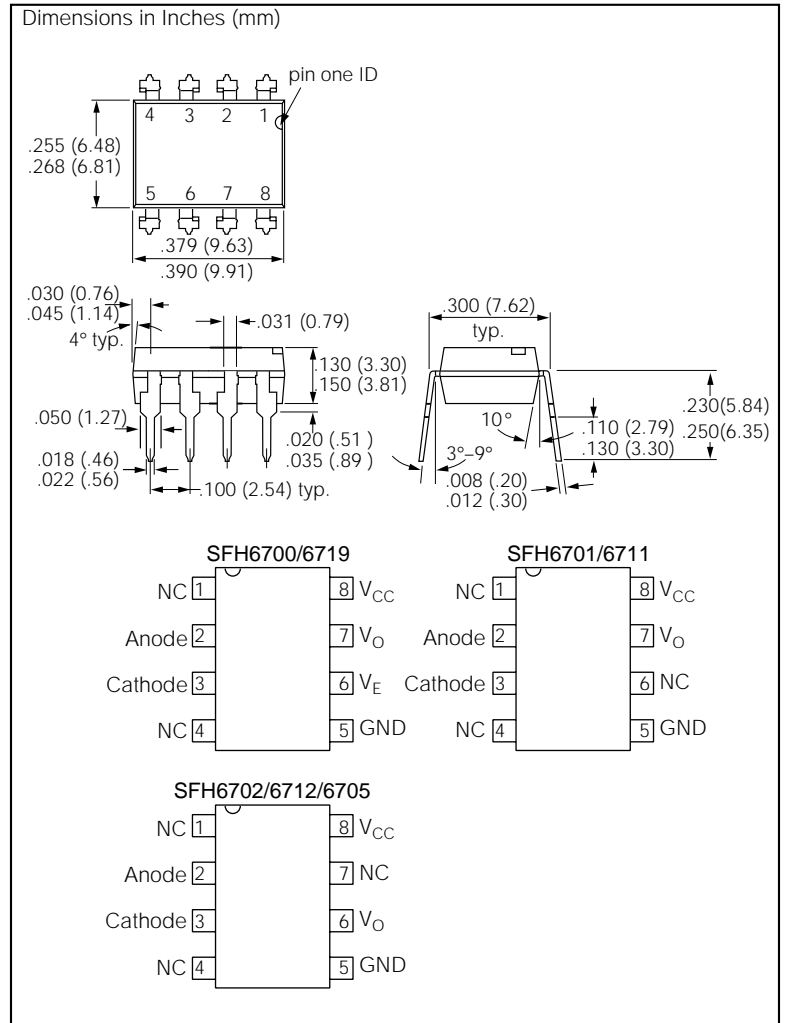 Dimensions in Inches (mm)
pin one ID
4 3 2 1
.255 (6.48)
.268 (6.81)
5 6 7 8
.379 (9.63)
.390 (9.91)
.030 (0.76)
.045 (1.14)
4° typ.
.031 (0.79)
.130 (3.30)
.150 (3.81)
.050 (1.27)
.020 (.51 )
.035 (.89 )
.018 (.46)
.022 (.56)
.100 (2.54) typ.
.300 (7.62)
typ.
.230(5.84)
.250(6.35)
10°
.110 (2.79)
.130 (3.30)
3°–9°
.008 (.20)
.012 (.30)
SFH6700/6719
NC 1 8 VCC
Anode 2 7 VO
Cathode 3 6 VE
NC 4 5 GND
SFH6701/6711
NC 1 8 VCC
Anode 2 7 VO
Cathode 3 6 NC
NC 4 5 GND
SFH6702/6712/6705
NC 1 8 VCC
Anode 2 7 NC
Cathode 3 6 VO
NC 4 5 GND